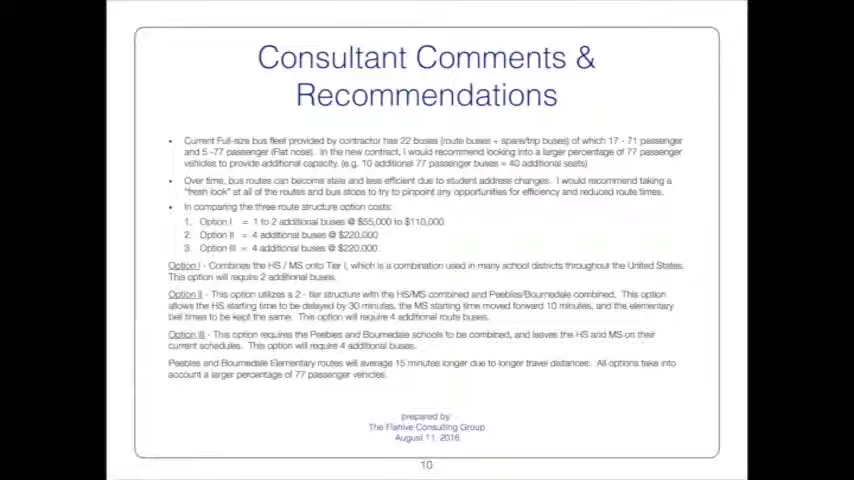 Consultant Comments &
Recommendations
• Current Full-size bus fleet provided by contractor has 22 buses (route buses + spare/trip buses) of which 17 - 71 passenger
and 5 -77 passenger (Flat nose). In the new contract, I would recommend looking into a larger percentage of 77 passenger
vehicles to provide additional capacity. (e.g. 10 additional 77 passenger buses = 40 additional seats)
• Over time, bus routes can become stale and less efficient due to student address changes. I would recommend taking a
"fresh look" at all of the routes and bus stops to try to pinpoint any opportunities for efficiency and reduced route times.
• In comparing the three route structure option costs:
1. Option I = 1 to 2 additional buses @ $55,000 to $110,000
2. Option II = 4 additional buses @ $220,000
3. Option III = 4 additional buses @ $220,000
Option I - Combines the HS / MS onto Tier I, which is a combination used in many school districts throughout the United States.
This option will require 2 additional buses.
Option II - This option utilizes a 2 - tier structure with the HS/MS combined and Peebles/Bournedale combined. This option
allows the HS starting time to be delayed by 30 minutes, the MS starting time moved forward 10 minutes, and the elementary
bell times to be kept the same. This option will require 4 additional route buses.
Option III - This option requires the Peebles and Bournedale schools to be combined, and leaves the HS and MS on their
current schedules. This option will require 4 additional buses.
Peebles and Bournedale Elementary routes will average 15 minutes longer due to longer travel distances. All options take into
account a larger percentage of 77 passenger vehicles.
prepared by:
The Flahive Consulting Group
August 11, 2016
10